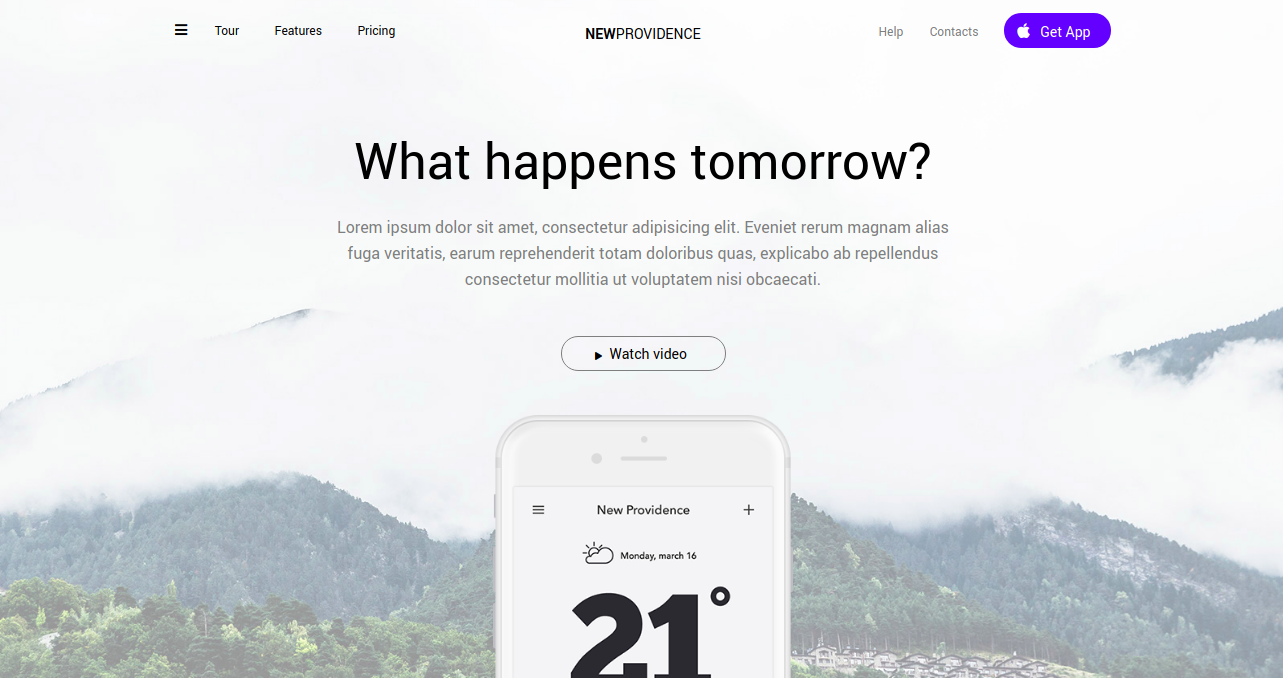 Tour Features Pricing NEWPROVIDENCE Help Contacts Get App
What happens tomorrow?
Lorem ipsum dolor sit amet, consectetur adipisicing elit. Eveniet rerum magnam alias
fuga veritatis, earum reprehenderit totam doloribus quas, explicabo ab repellendus
consectetur mollitia ut voluptatem nisi obcaecati.
Watch video
New Providence
Monday, march 16
21°